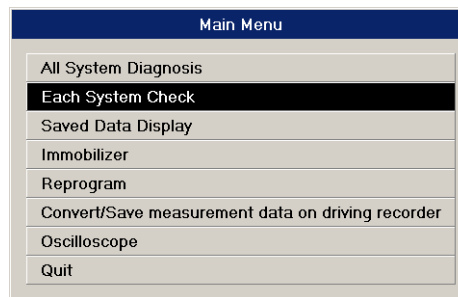 Main Menu
All System Diagnosis
Each System Check
Saved Data Display
Immobilizer
Reprogram
Convert/Save measurement data on driving recorder
Oscilloscope
Quit